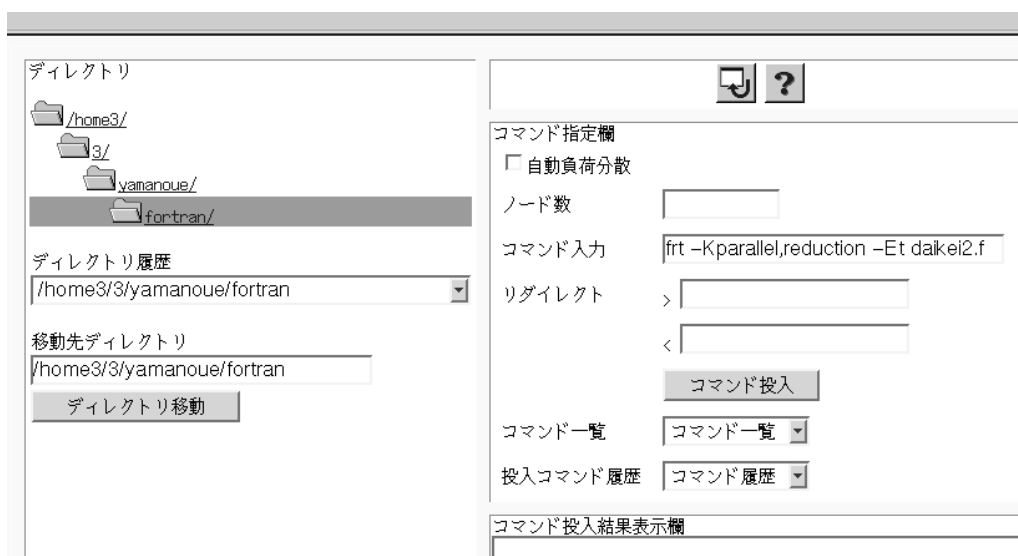 ディレクトリ
/home3/
3/
yamanoue/
fortran/
ディレクトリ履歴
/home3/3/yamanoue/fortran
移動先ディレクトリ
/home3/3/yamanoue/fortran
ディレクトリ移動
?
コマンド指定欄
自動負荷分散
ノード数
コマンド入力 frt –Kparallel,reduction –Et daikei2.f
リダイレクト >
<
コマンド投入
コマンド一覧 コマンド一覧
投入コマンド履歴 コマンド履歴
コマンド投入結果表示欄